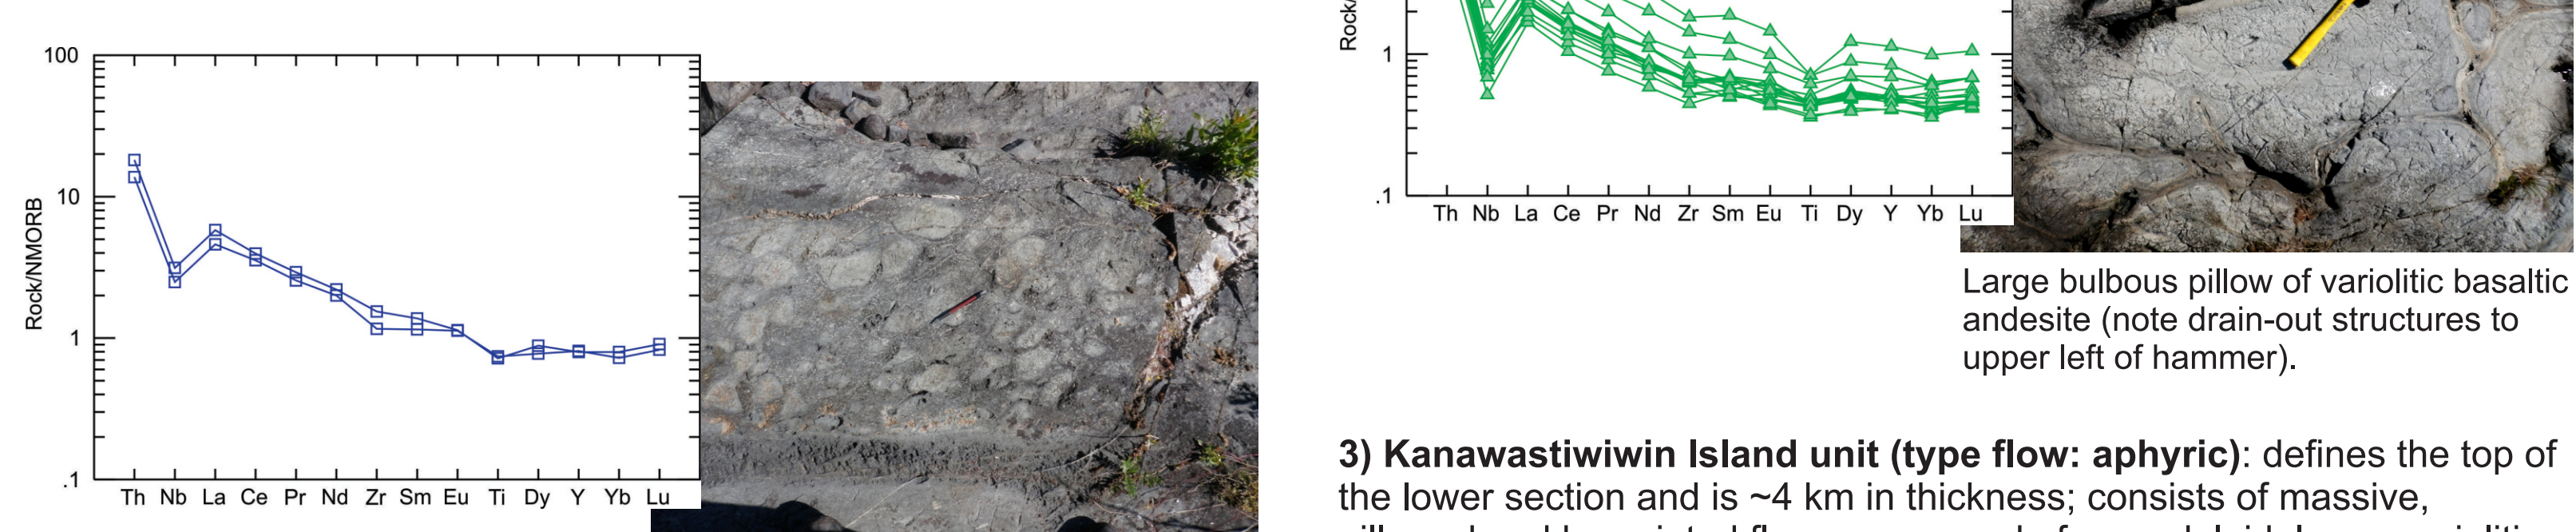 100
10
1
.1
Rock/NMORB
Th Nb La Ce Pr Nd Zr Sm Eu Ti Dy Y Yb Lu
Rock/
1
.1
Th Nb La Ce Pr Nd Zr Sm Eu Ti Dy Y Yb Lu
Large bulbous pillow of variolitic basaltic
andesite (note drain-out structures to
upper left of hammer).
3) Kanawastiwiwin Island unit (type flow: aphyric): defines the top of
the lower section and is ~4 km in thickness; consists of massive,